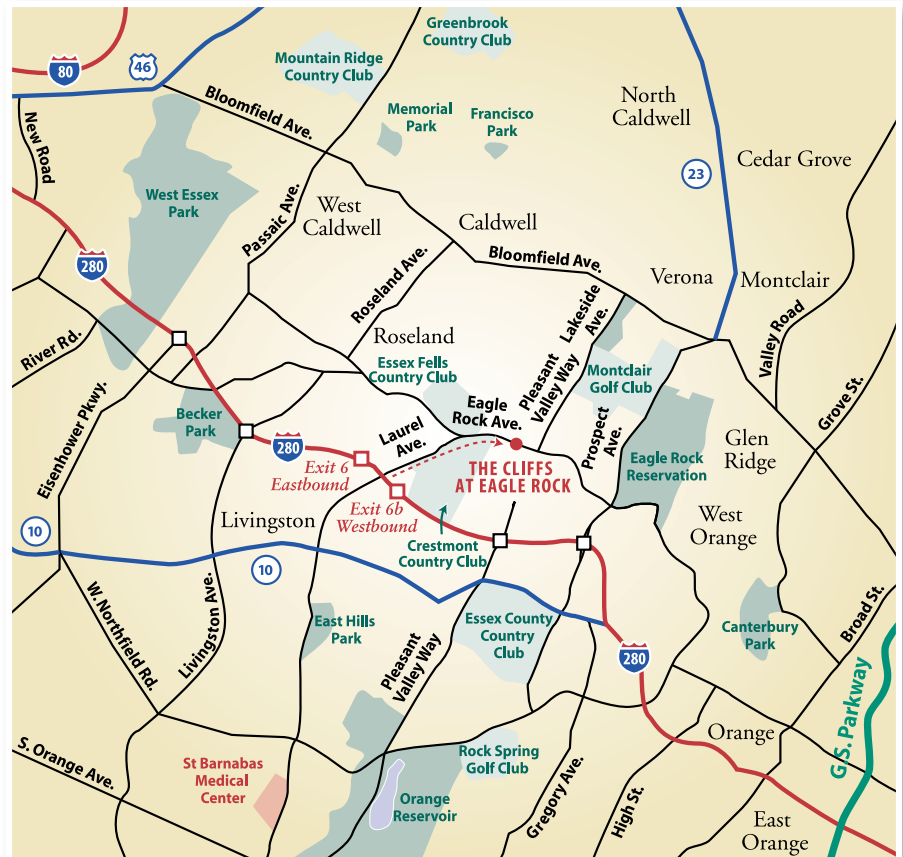 Greenbrook
Country Club
Mountain Ridge
Country Club
80
46
Bloomfield Ave.
New Road
Memorial
Park
Francisco
Park
North
Caldwell
Cedar Grove
23
West Essex
Park
Passaic Ave.
West
Caldwell
Caldwell
Bloomfield Ave.
280
Roseland Ave.
Verona
Montclair
River Rd.
Roseland
Essex Fells
Country Club
Pleasant
Valley Way
Lakeside
Ave.
Montclair
Golf Club
Valley Road
Grove St.
Eisenhower Pkwy.
Becker
Park
280
Laurel
Ave.
Eagle
Rock Ave.
Prospect
Ave.
Glen
Ridge
Eagle Rock
Reservation
Exit 6
Eastbound
THE CLIFFS
AT EAGLE ROCK
Exit 6b
Westbound
Livingston
West
Orange
10
10
Crestmont
Country Club
W. Northfield Rd.
Livingston Ave.
East Hills
Park
Pleasant
Valley Way
Essex County
Country
Club
Canterbury
Park
Broad St.
280
G.S. Parkway
S. Orange Ave.
St Barnabas
Medical
Center
Rock Spring
Golf Club
Orange
Orange
Reservoir
Gregory Ave.
High St.
East
Orange